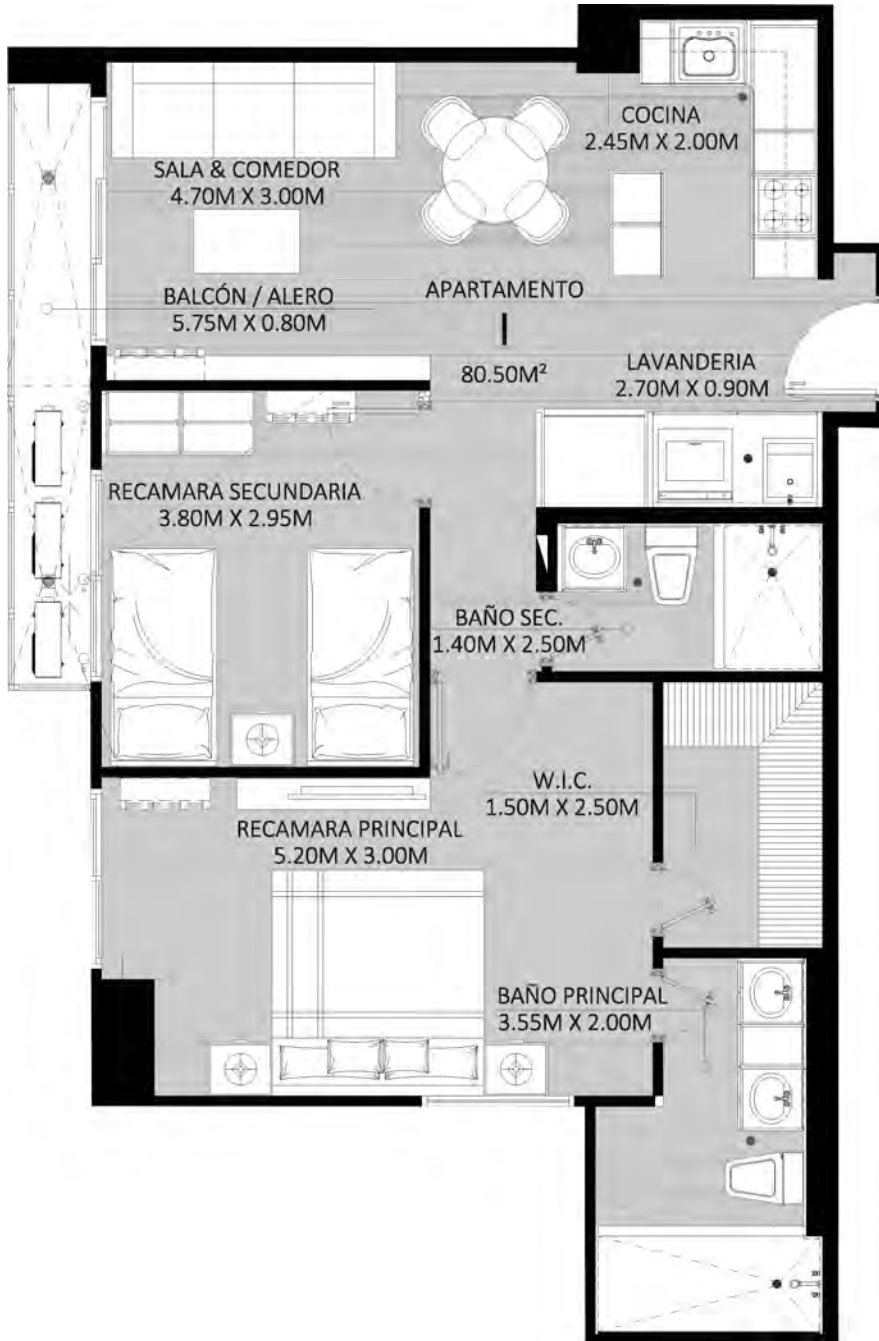 COCINA
2.45M X 2.00M
SALA & COMEDOR
4.70M X 3.00M
BALCÓN / ALERO
5.75M X 0.80M
APARTAMENTO
I
80.50M²
LAVANDERIA
2.70M X 0.90M
RECAMARA SECUNDARIA
3.80M X 2.95M
BAÑO SEC.
1.40M X 2.50M
W.I.C.
1.50M X 2.50M
RECAMARA PRINCIPAL
5.20M X 3.00M
BAÑO PRINCIPAL
3.55M X 2.00M